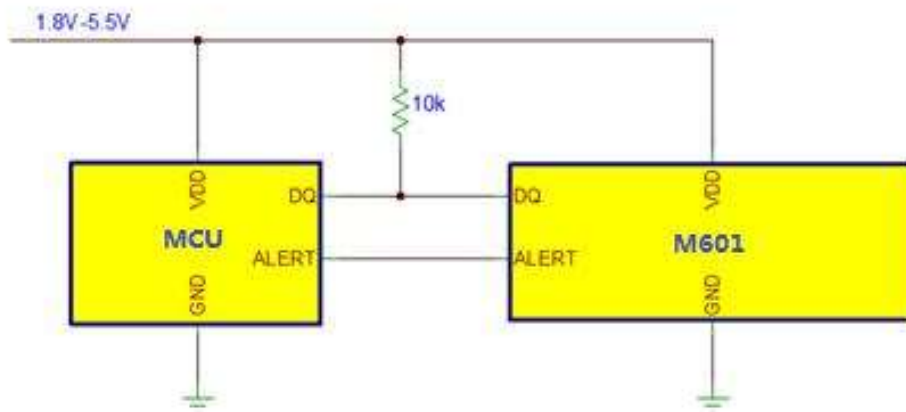 1.8V-5.5V
10k
VDD
DQ
MCU
ALERT
GND
VDD
DQ
M601
ALERT
GND